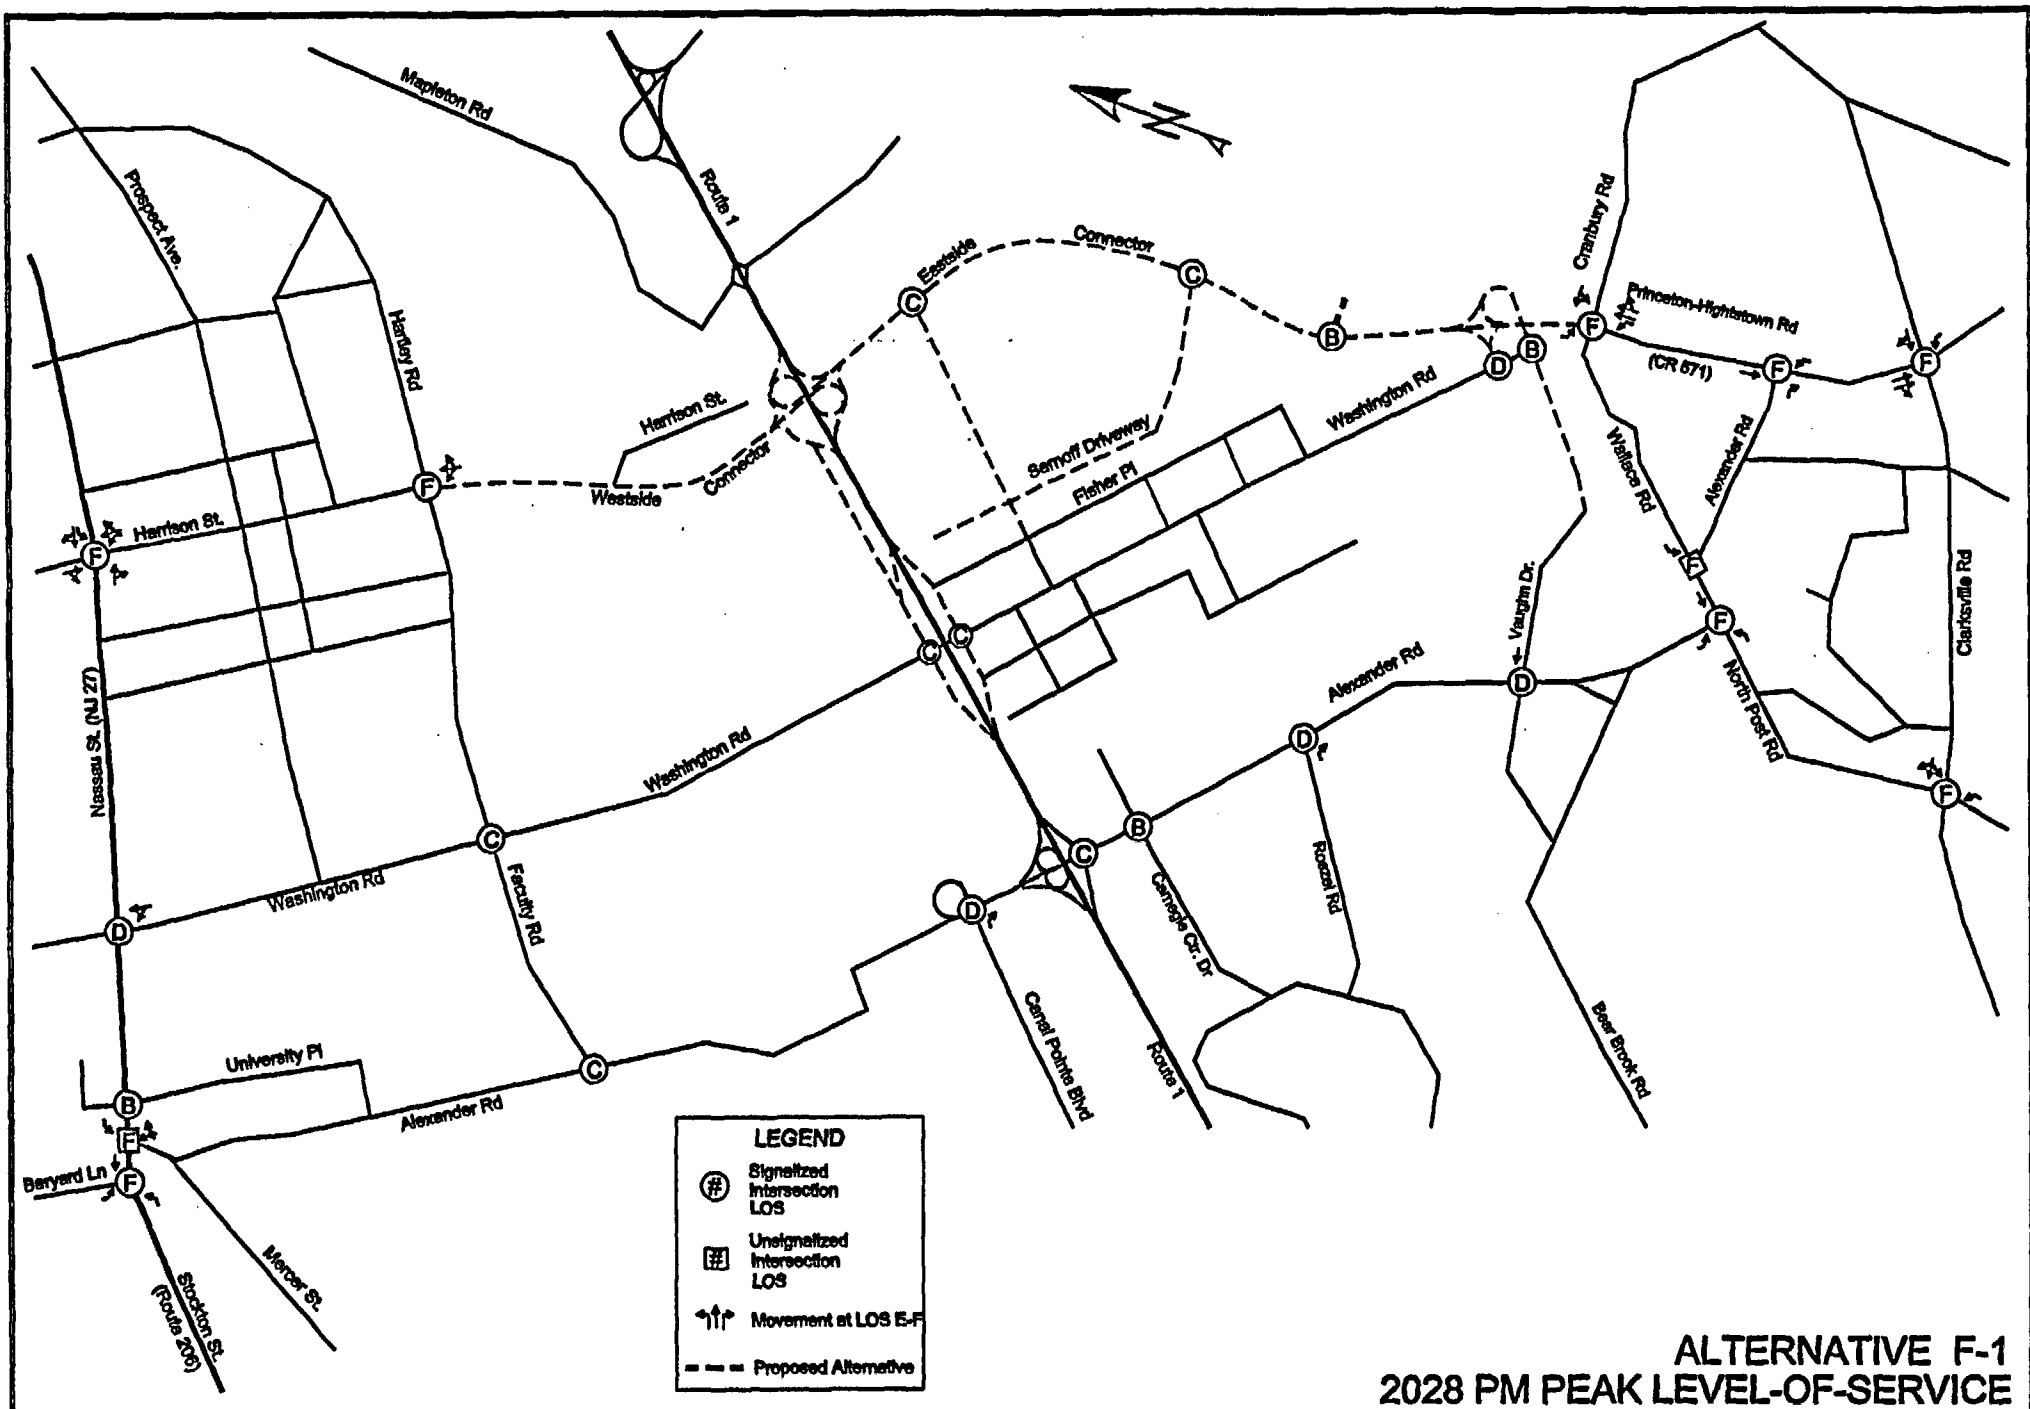 Mapleton Rd
Route 1
N
Prospect Ave.
Cranbury Rd
Eastside
Connector
Princeton-Hightstown Rd
(CR 571)
Hartley Rd
C
C
B
F
B
D
F
F
Harrison St.
Washington Rd
Sarnoff Driveway
Fisher Pl
Connector
Westside
Wallace Rd
Alexander Rd
F
Harrison St.
F
F
Vaughn Dr.
Clarksville Rd
F
C
C
Nassau St. (NJ 27)
Alexander Rd
D
North Post Rd
Washington Rd
D
F
C
B
C
Washington Rd
Faculty Rd
Roszel Rd
Carnegie Ctr. Dr
D
D
Canal Pointe Blvd
Route 1
Bear Brook Rd
University Pl
C
B
Alexander Rd
F
Baryard Ln
F
Mercer St.
Stockton St.
(Route 206)
LEGEND
# Signalized
Intersection
LOS
# Unsignalized
Intersection
LOS
Movement at LOS E-F
Proposed Alternative
ALTERNATIVE F-1
2028 PM PEAK LEVEL-OF-SERVICE